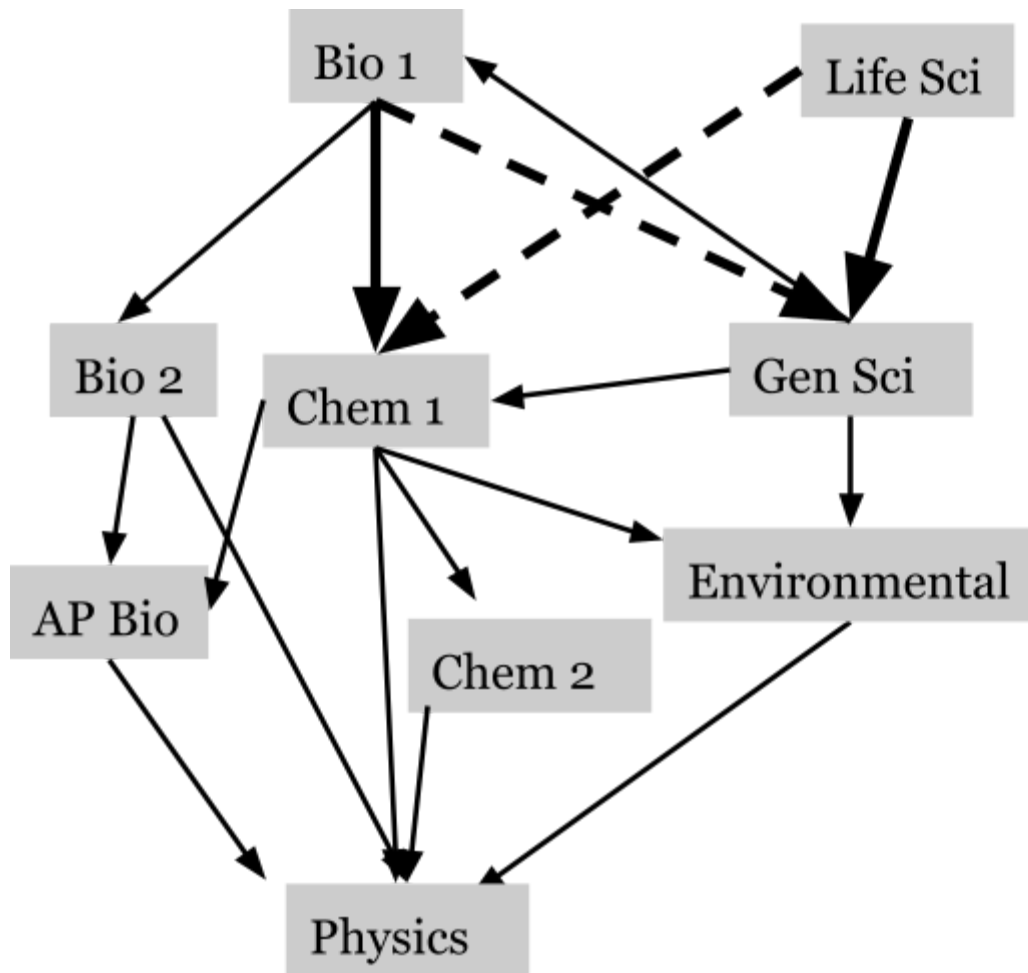 Bio 1
Life Sci
Bio 2
Chem 1
Gen Sci
AP Bio
Environmental
Chem 2
Physics